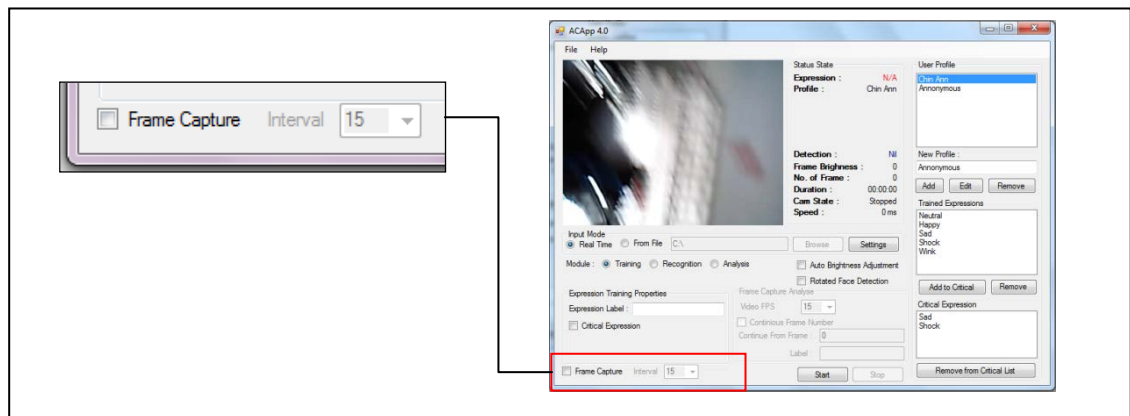 Frame Capture Interval 15
ACApp 4.0
File Help
Status State
Expression : N/A
Profile : Chin Ann
Detection : Nil
Frame Brighness : 0
No. of Frame : 0
Duration : 00:00:00
Cam State : Stopped
Speed : 0 ms
User Profile
Chin Ann
Annonymous
New Profile :
Annonymous
Add Edit Remove
Trained Expressions
Neutral
Happy
Sad
Shock
Wink
Add to Critical Remove
Critical Expression
Sad
Shock
Remove from Critical List
Input Mode
Real Time From File C:\ Browse Settings
Module : Training Recognition Analysis
Auto Brightness Adjustment
Rotated Face Detection
Expression Training Properties
Expression Label :
Critical Expression
Frame Capture Analyse
Video FPS 15
Continious Frame Number
Continue From Frame : 0
Label
Frame Capture Interval 15
Start Stop